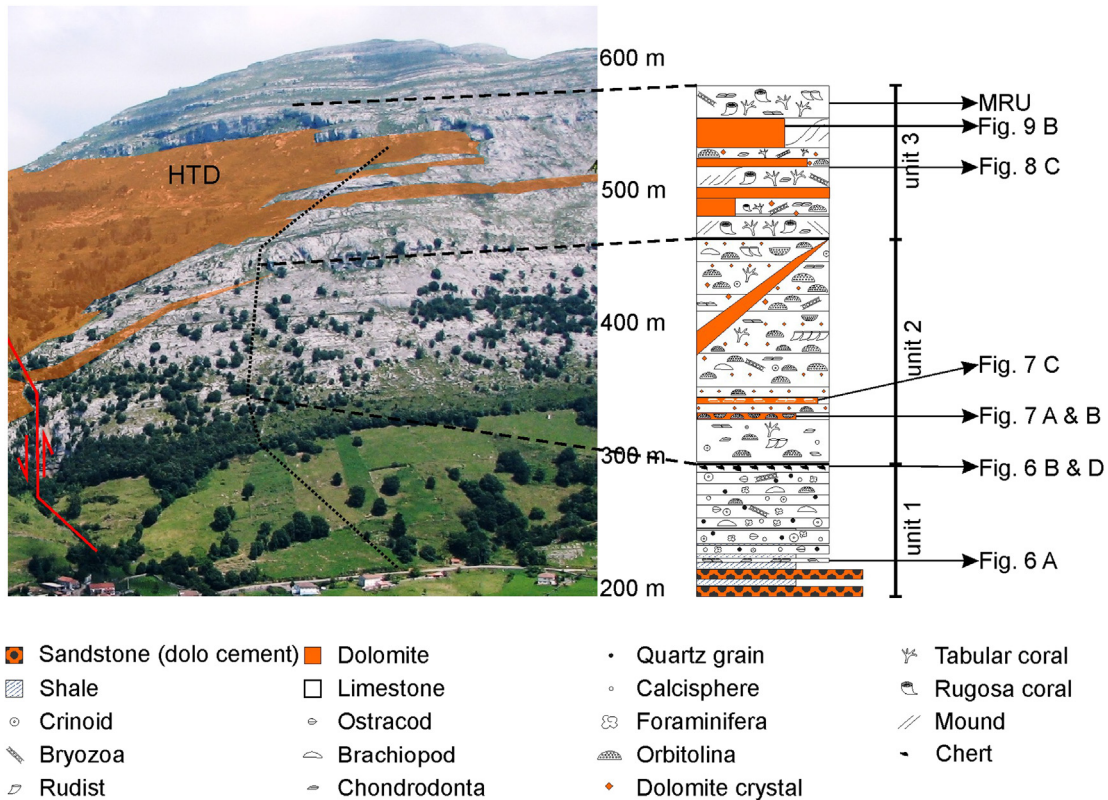 600 m
MRU
Fig. 9 B
HTD
unit 3
Fig. 8 C
500 m
400 m
unit 2
Fig. 7 C
Fig. 7 A & B
300 m
Fig. 6 B & D
unit 1
Fig. 6 A
200 m
Sandstone (dolo cement) Dolomite Quartz grain Tabular coral
Shale Limestone Calcisphere Rugosa coral
Crinoid Ostracod Foraminifera Mound
Bryozoa Brachiopod Orbitolina Chert
Rudist Chondrodonta Dolomite crystal